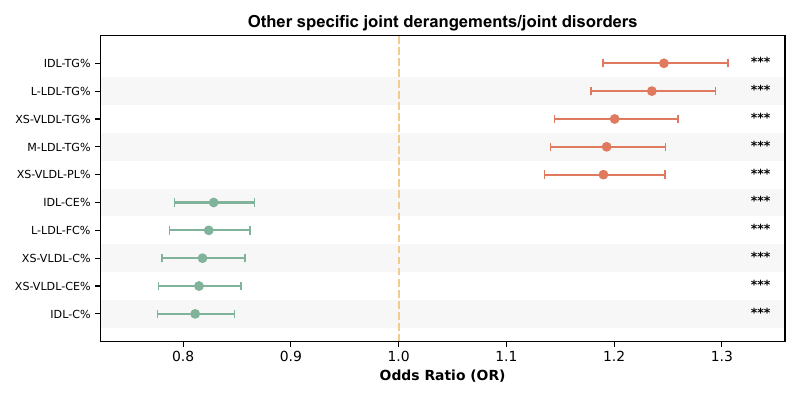 Other specific joint derangements/joint disorders
IDL-TG% ***
L-LDL-TG% ***
XS-VLDL-TG% ***
M-LDL-TG% ***
XS-VLDL-PL% ***
IDL-CE% ***
L-LDL-FC% ***
XS-VLDL-C% ***
XS-VLDL-CE% ***
IDL-C% ***
0.8 0.9 1.0 1.1 1.2 1.3
Odds Ratio (OR)